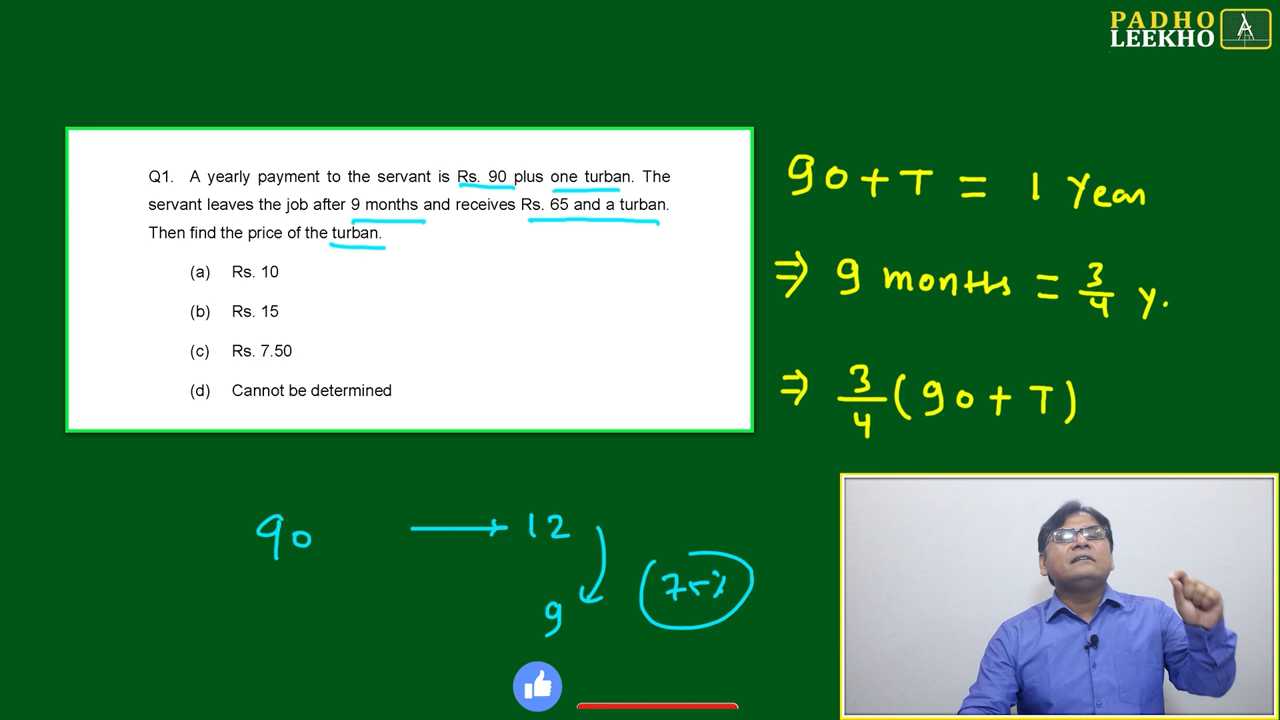 PADHO
LEEKHO
Q1. A yearly payment to the servant is Rs. 90 plus one turban. The
servant leaves the job after 9 months and receives Rs. 65 and a turban.
Then find the price of the turban.
(a) Rs. 10
(b) Rs. 15
(c) Rs. 7.50
(d) Cannot be determined
90 + T = 1 Year
⇒ 9 months = 3/4 y.
⇒ 3/4 (90 + T)
90 → 12
9
75%